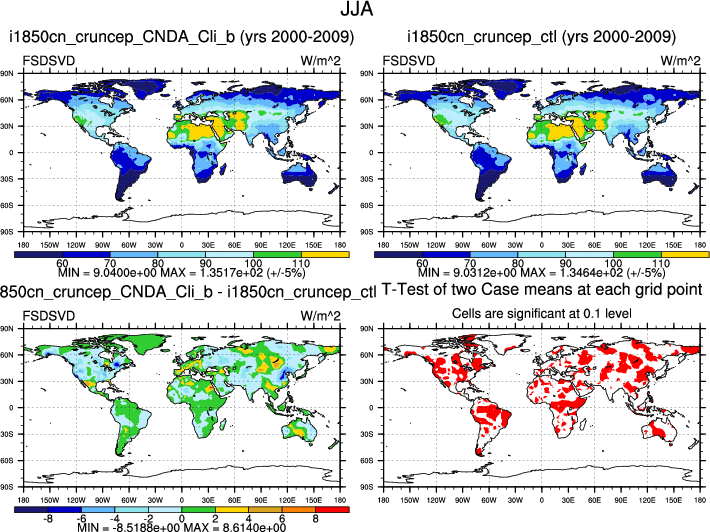 JJA
i1850cn_cruncep_CNDA_Cli_b (yrs 2000-2009)
FSDSVD W/m^2
90N
60N
30N
0
30S
60S
90S
180 150W 120W 90W 60W 30W 0 30E 60E 90E 120E 150E 180
60 70 80 90 100 110
MIN = 9.0400e+00 MAX = 1.3517e+02 (+/-5%)
i1850cn_cruncep_ctl (yrs 2000-2009)
FSDSVD W/m^2
90N
60N
30N
0
30S
60S
90S
180 150W 120W 90W 60W 30W 0 30E 60E 90E 120E 150E 180
60 70 80 90 100 110
MIN = 9.0312e+00 MAX = 1.3464e+02 (+/-5%)
850cn_cruncep_CNDA_Cli_b - i1850cn_cruncep_ctl
FSDSVD W/m^2
90N
60N
30N
0
30S
60S
90S
180 150W 120W 90W 60W 30W 0 30E 60E 90E 120E 150E 180
-8 -6 -4 -2 0 2 4 6 8
MIN = -8.5188e+00 MAX = 8.6140e+00
T-Test of two Case means at each grid point
Cells are significant at 0.1 level
90N
60N
30N
0
30S
60S
90S
180 150W 120W 90W 60W 30W 0 30E 60E 90E 120E 150E 180